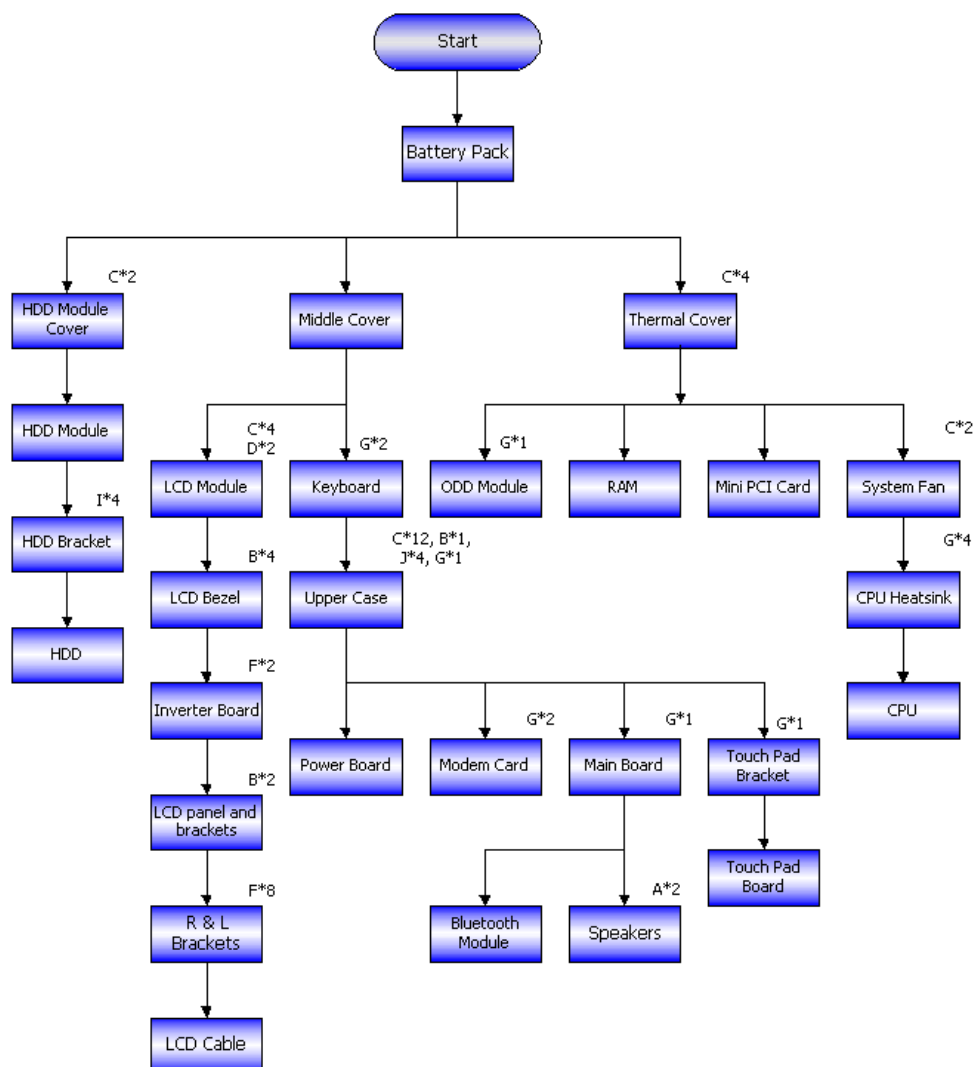 Start
Battery Pack
C*2
C*4
HDD Module
Cover
Middle Cover
Thermal Cover
HDD Module
C*4
D*2
G*2
G*1
C*2
LCD Module
Keyboard
ODD Module
RAM
Mini PCI Card
System Fan
I*4
HDD Bracket
B*4
C*12, B*1,
J*4, G*1
G*4
LCD Bezel
Upper Case
CPU Heatsink
HDD
F*2
Inverter Board
CPU
G*2
G*1
G*1
Power Board
Modem Card
Main Board
Touch Pad
Bracket
B*2
LCD panel and
brackets
Touch Pad
Board
F*8
A*2
R & L
Brackets
Bluetooth
Module
Speakers
LCD Cable